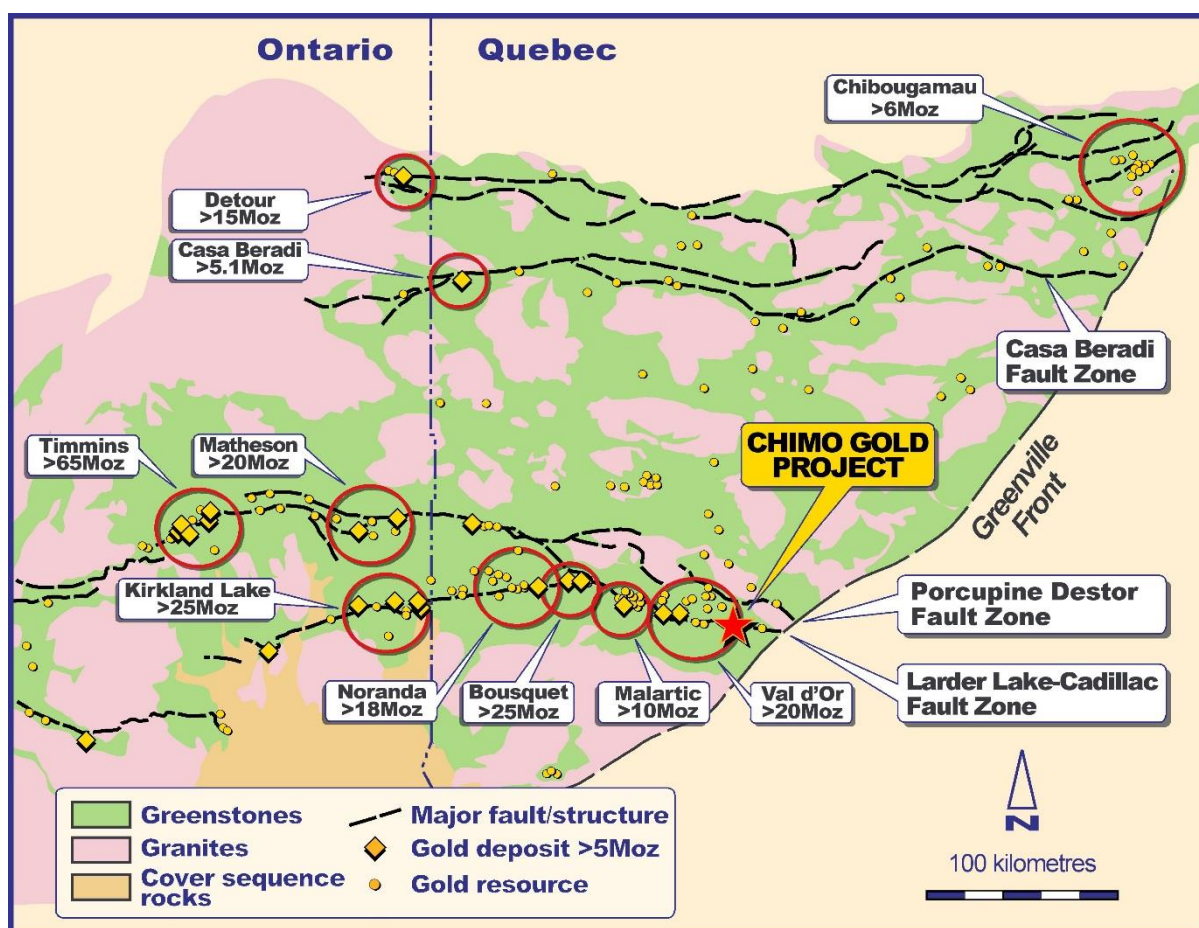 Ontario
Quebec
Chibougamau
>6Moz
Detour
>15Moz
Casa Beradi
>5.1Moz
Casa Beradi
Fault Zone
Timmins
>65Moz
Matheson
>20Moz
CHIMO GOLD
PROJECT
Greenville
Front
Kirkland Lake
>25Moz
Porcupine Destor
Fault Zone
Noranda
>18Moz
Bousquet
>25Moz
Malartic
>10Moz
Val d'Or
>20Moz
Larder Lake-Cadillac
Fault Zone
Greenstones
Granites
Cover sequence
rocks
Major fault/structure
Gold deposit >5Moz
Gold resource
N
100 kilometres